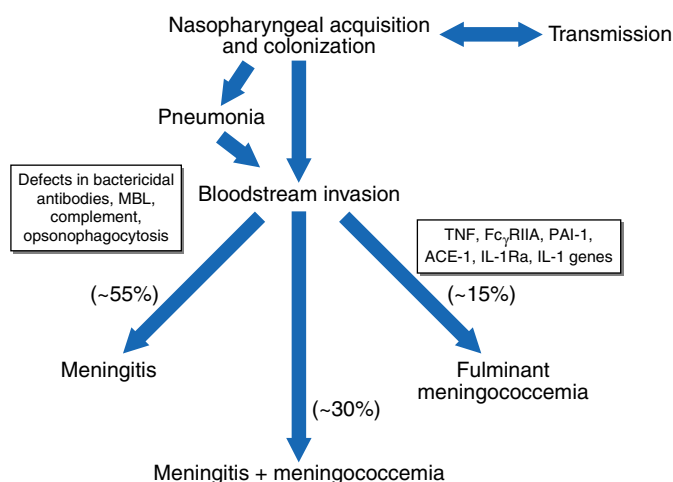 Nasopharyngeal acquisition
and colonization
Transmission
Pneumonia
Defects in bactericidal
antibodies, MBL,
complement,
opsonophagocytosis
Bloodstream invasion
TNF, FcγRIIA, PAI-1,
ACE-1, IL-1Ra, IL-1 genes
(~55%)
(~15%)
Meningitis
Fulminant
meningococcemia
(~30%)
Meningitis + meningococcemia